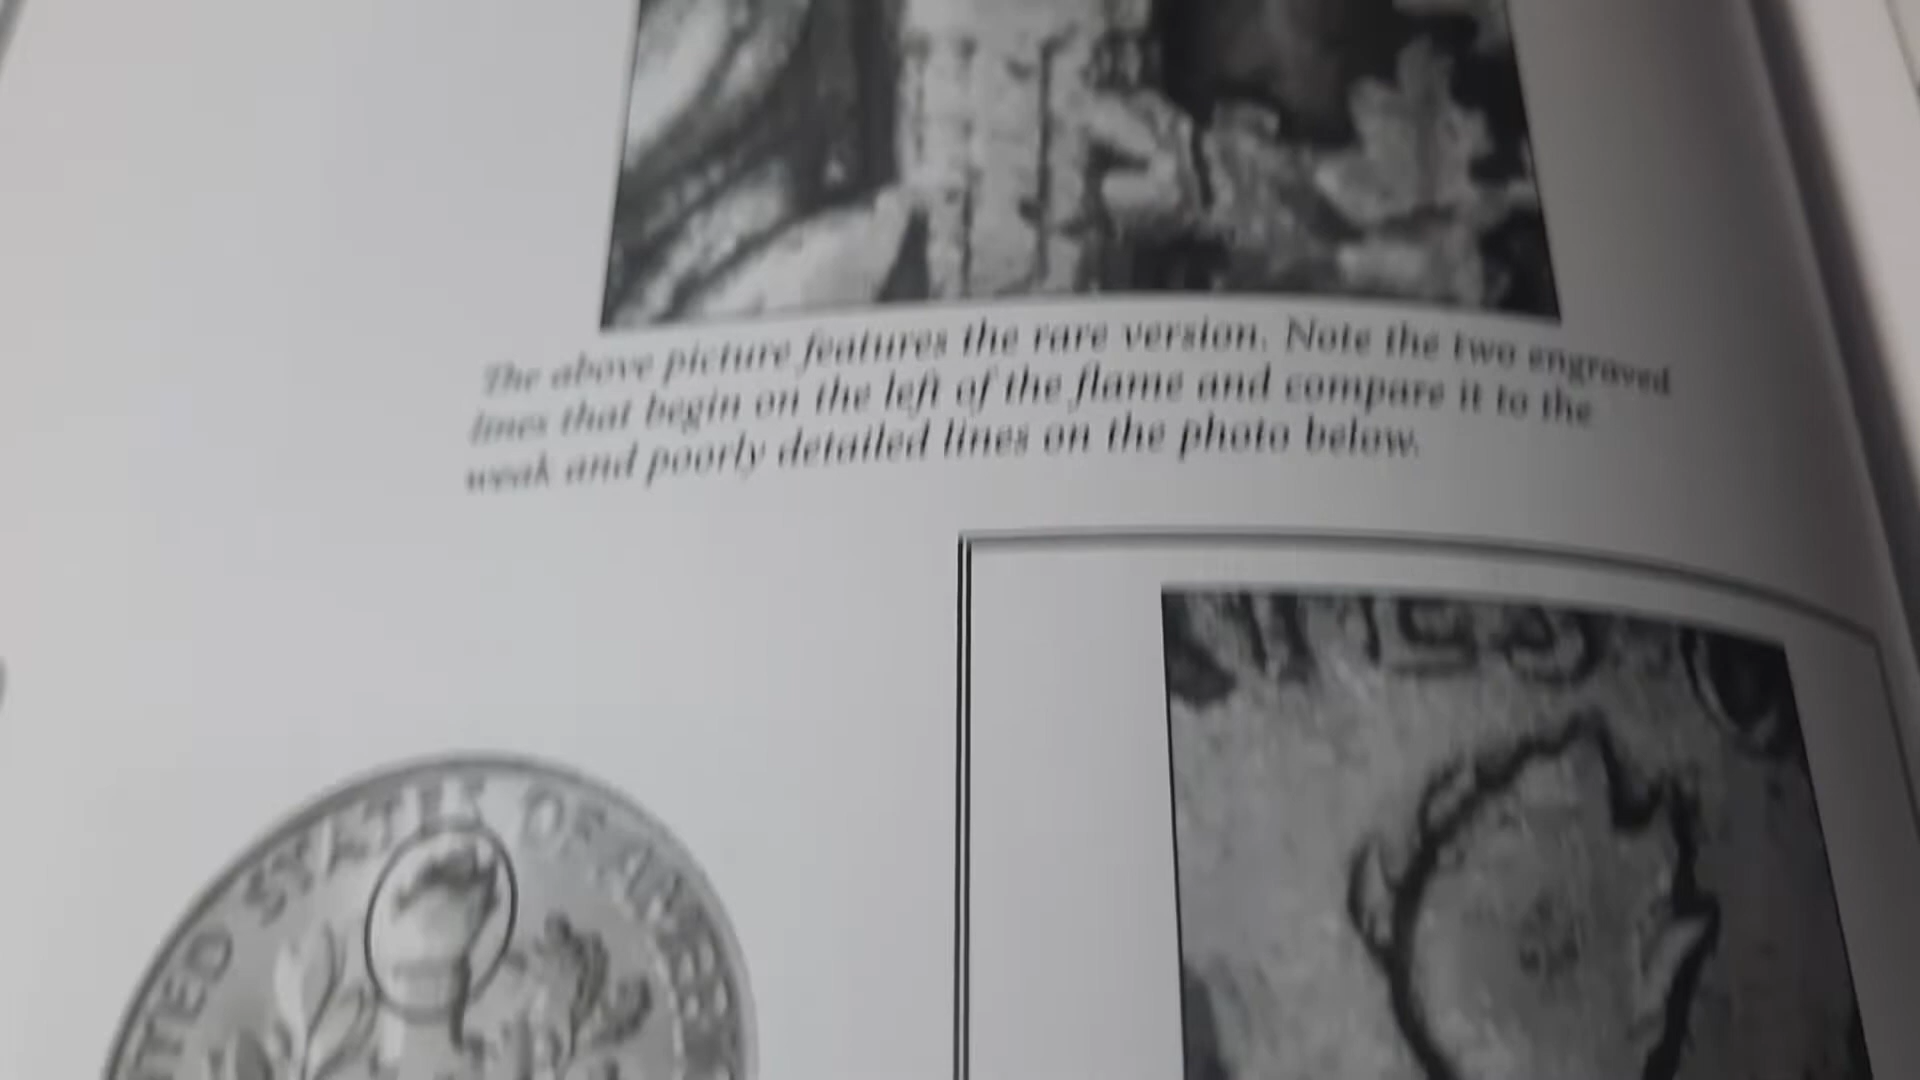 The above picture features the rare version. Note the two engraved
lines that begin on the left of the flame and compare it to the
weak and poorly detailed lines on the photo below.
UNITED STATES OF AMER